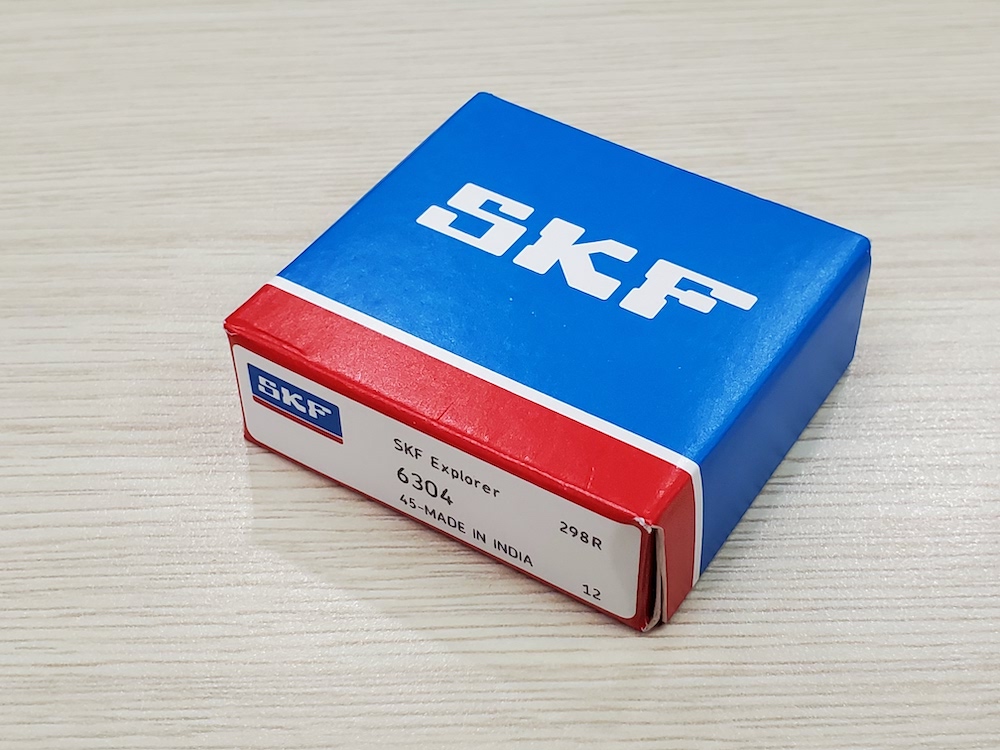 SKF
SKF
SKF Explorer
6304
45-MADE IN INDIA
298R
12